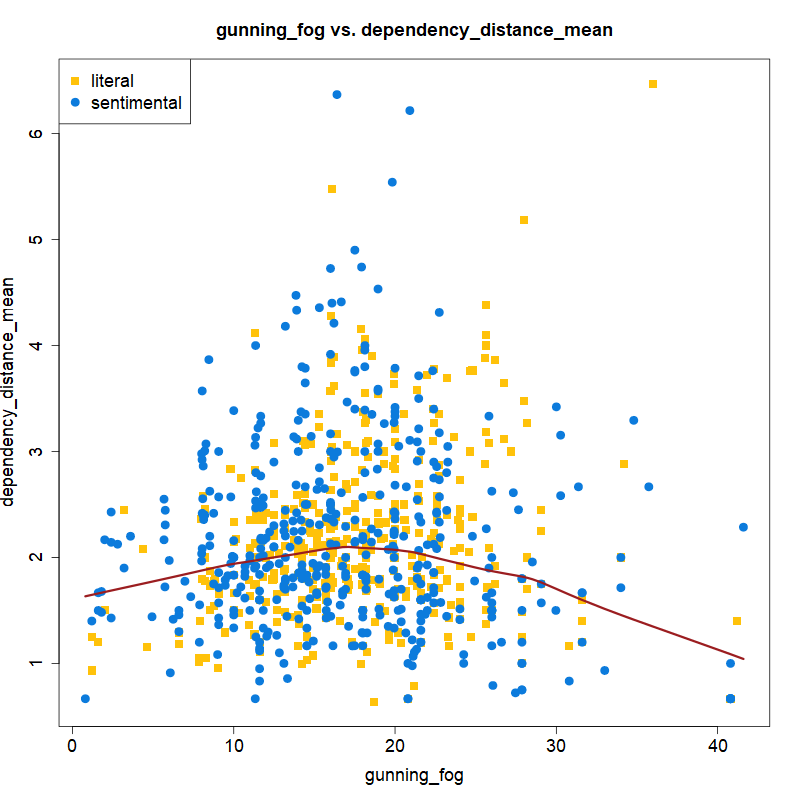 gunning_fog vs. dependency_distance_mean
literal
sentimental
dependency_distance_mean
6
5
4
3
2
1
0 10 20 30 40
gunning_fog